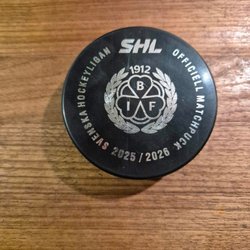 SHL
SVENSKA HOCKEYLIGAN
OFFICIELL MATCHPUCK
1912
B
I F
2025 / 2026